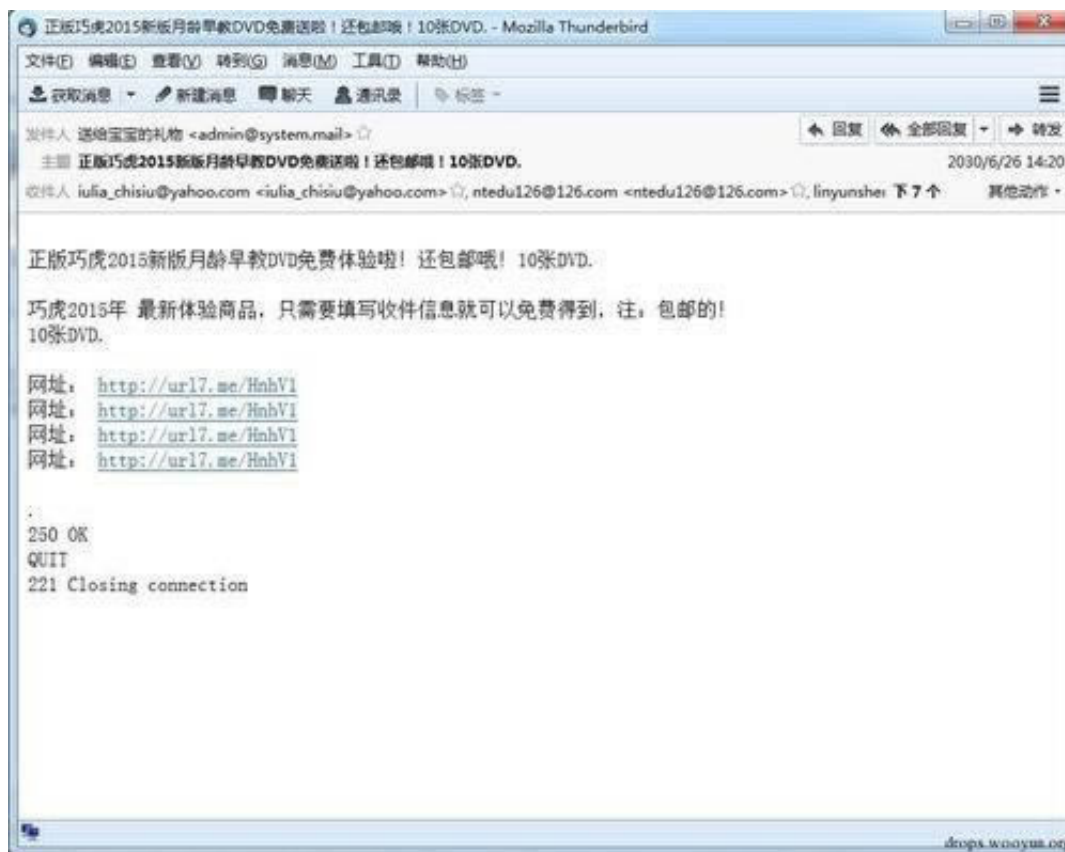 正版巧虎2015新版月龄早教DVD免费送啦！还包邮哦！10张DVD. - Mozilla Thunderbird
文件(F) 编辑(E) 查看(V) 转到(G) 消息(M) 工具(T) 帮助(H)
获取消息 新建消息 聊天 通讯录 标签
发件人 送给宝宝的礼物 <admin@system.mail> 回复 全部回复 转发
主题 正版巧虎2015新版月龄早教DVD免费送啦！还包邮哦！10张DVD. 2030/6/26 14:20
收件人 iulia_chisiu@yahoo.com <iulia_chisiu@yahoo.com>, ntedu126@126.com <ntedu126@126.com>, linyunshei 下 7 个 其他动作
正版巧虎2015新版月龄早教DVD免费体验啦！还包邮哦！10张DVD.
巧虎2015年 最新体验商品，只需要填写收件信息就可以免费得到，注：包邮的！
10张DVD.
网址： http://url7.me/HnhV1
网址： http://url7.me/HnhV1
网址： http://url7.me/HnhV1
网址： http://url7.me/HnhV1
.
250 OK
QUIT
221 Closing connection
drops.wooyun.org